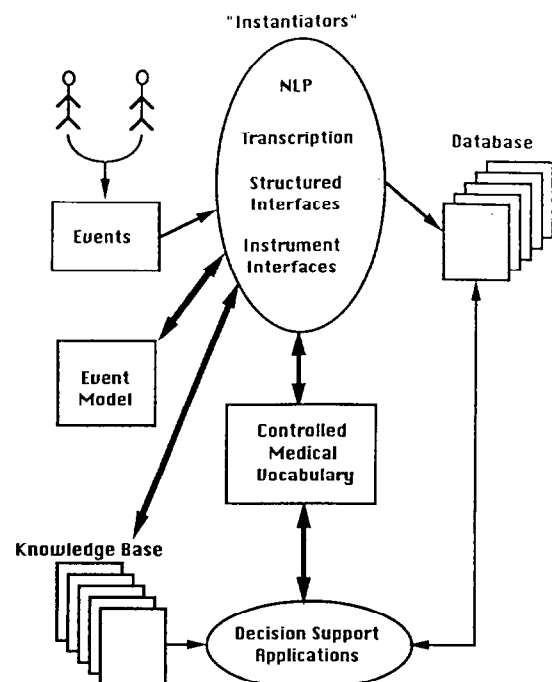 "Instantiators"
NLP
Transcription
Database
Structured
Interfaces
Events
Instrument
Interfaces
Event
Model
Controlled
Medical
Vocabulary
Knowledge Base
Decision Support
Applications